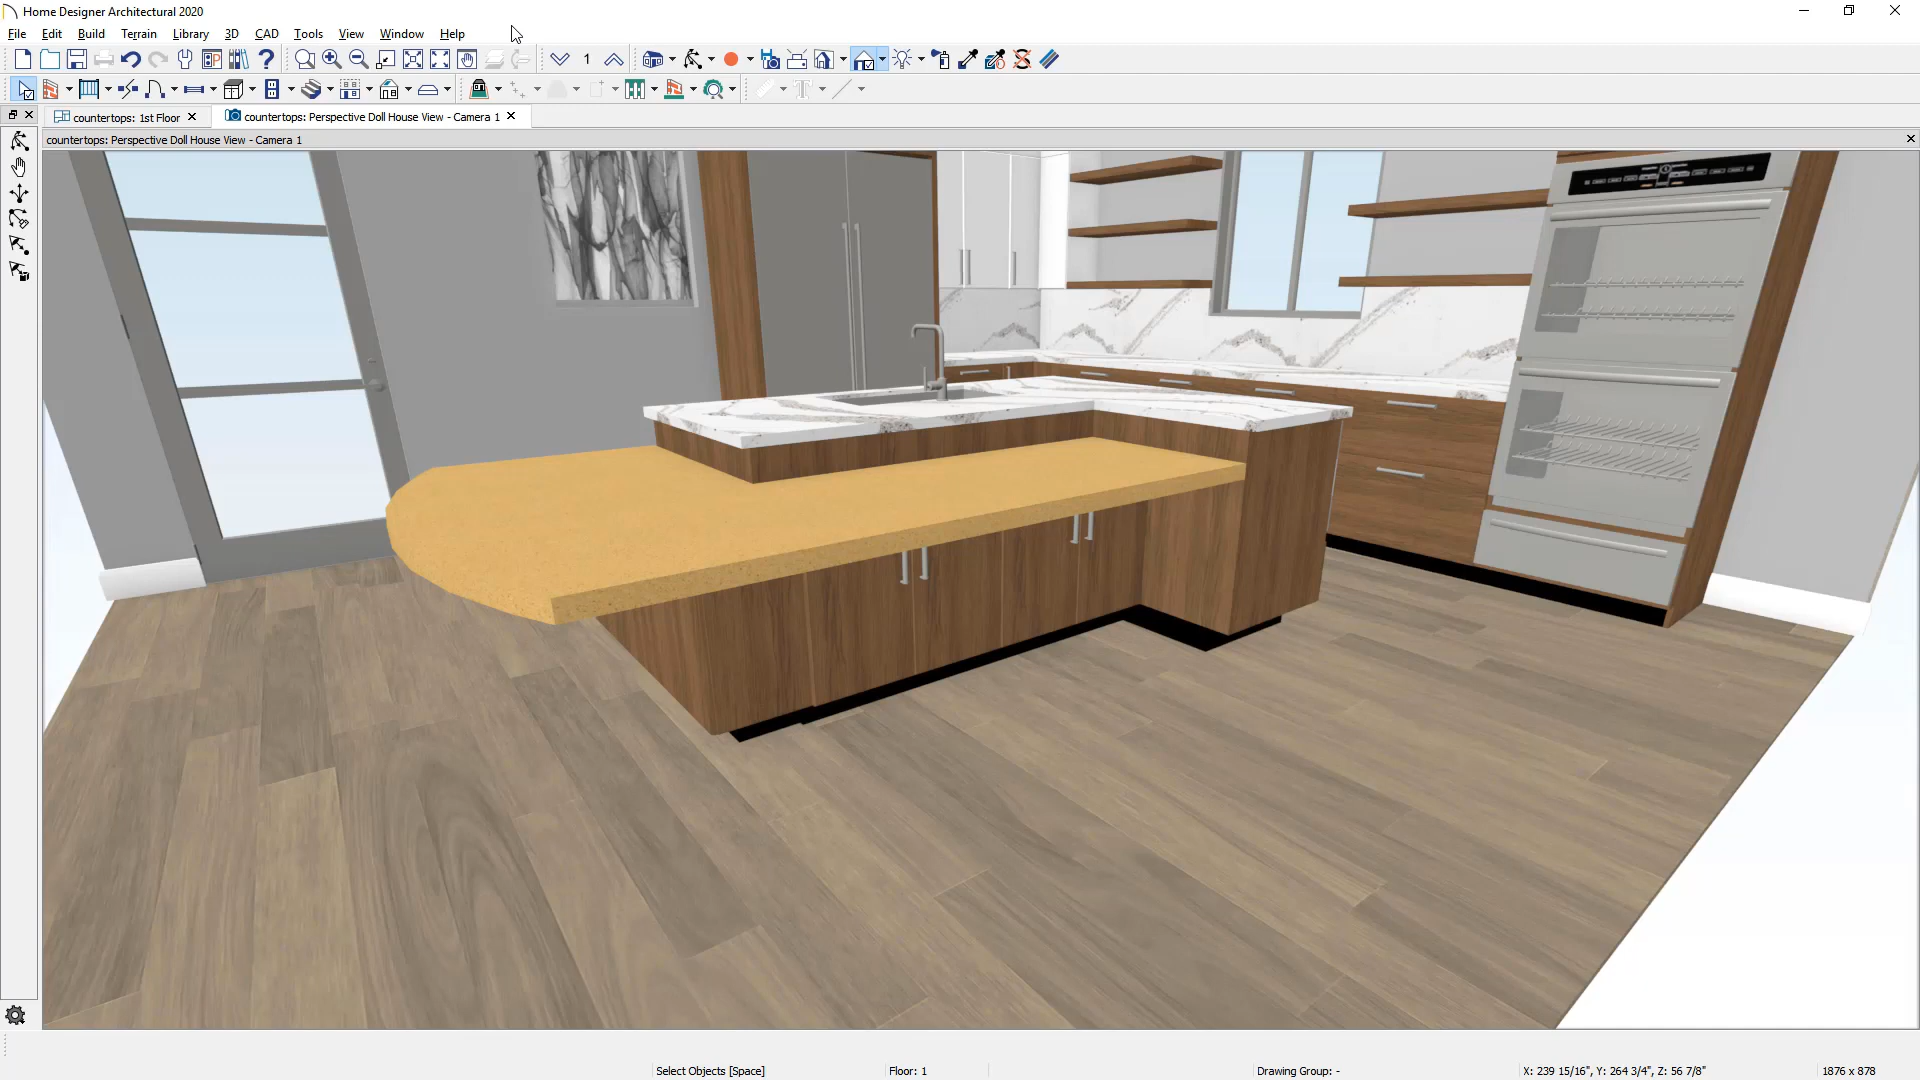 Home Designer Architectural 2020
File Edit Build Terrain Library 3D CAD Tools View Window Help
1
countertops: 1st Floor
countertops: Perspective Doll House View - Camera 1
countertops: Perspective Doll House View - Camera 1
Select Objects [Space] Floor: 1 Drawing Group: - X: 239 15/16", Y: 264 3/4", Z: 56 7/8" 1876 x 878